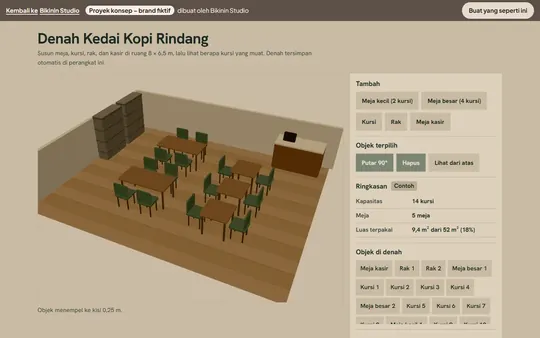 Kembali ke Bikinin Studio
Proyek konsep – brand fiktif
dibuat oleh Bikinin Studio
Buat yang seperti ini
Denah Kedai Kopi Rindang
Susun meja, kursi, rak, dan kasir di ruang 8 × 6,5 m, lalu lihat berapa kursi yang muat. Denah tersimpan
otomatis di perangkat ini
Objek menempel ke kisi 0,25 m.
Tambah
Meja kecil (2 kursi)
Meja besar (4 kursi)
Kursi
Rak
Meja kasir
Objek terpilih
Putar 90°
Hapus
Lihat dari atas
Ringkasan
Contoh
Kapasitas
14 kursi
Meja
5 meja
Luas terpakai
9,4 m² dari 52 m² (18%)
Objek di denah
Meja kasir
Rak 1
Rak 2
Meja besar 1
Kursi 1
Kursi 2
Kursi 3
Kursi 4
Meja besar 2
Kursi 5
Kursi 6
Kursi 7